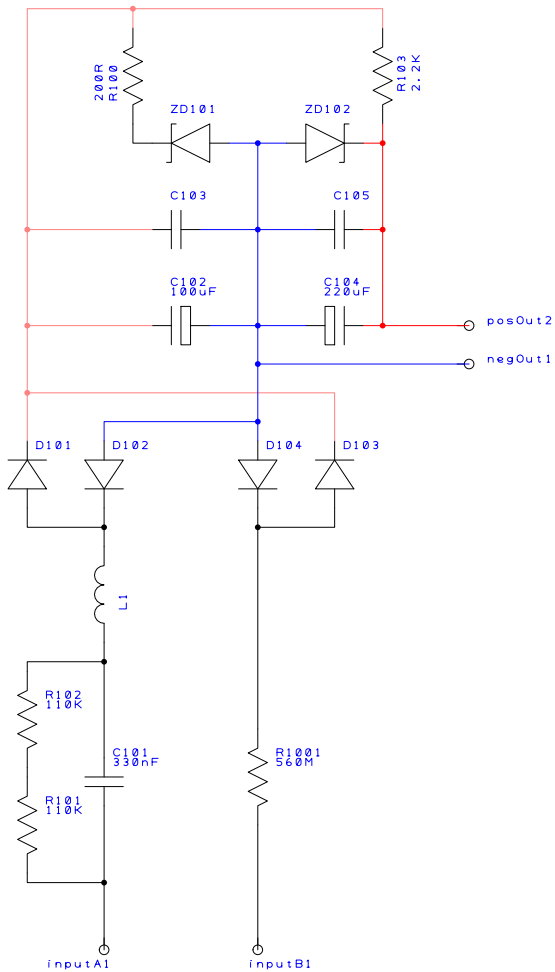 200R
R100
R103
2.2K
ZD101
ZD102
C103
C105
C102
100uF
C104
220uF
posOut2
negOut1
D101
D102
D104
D103
L1
R102
110K
C101
330nF
R1001
560M
R101
110K
inputA1
inputB1